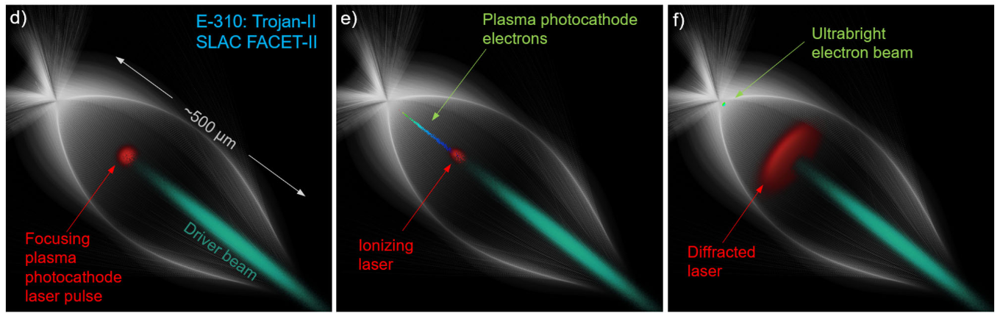 d)
E-310: Trojan-II
SLAC FACET-II
~500 μm
Focusing
plasma
photocathode
laser pulse
Driver beam
e)
Plasma photocathode
electrons
Ionizing
laser
f)
Ultrabright
electron beam
Diffracted
laser